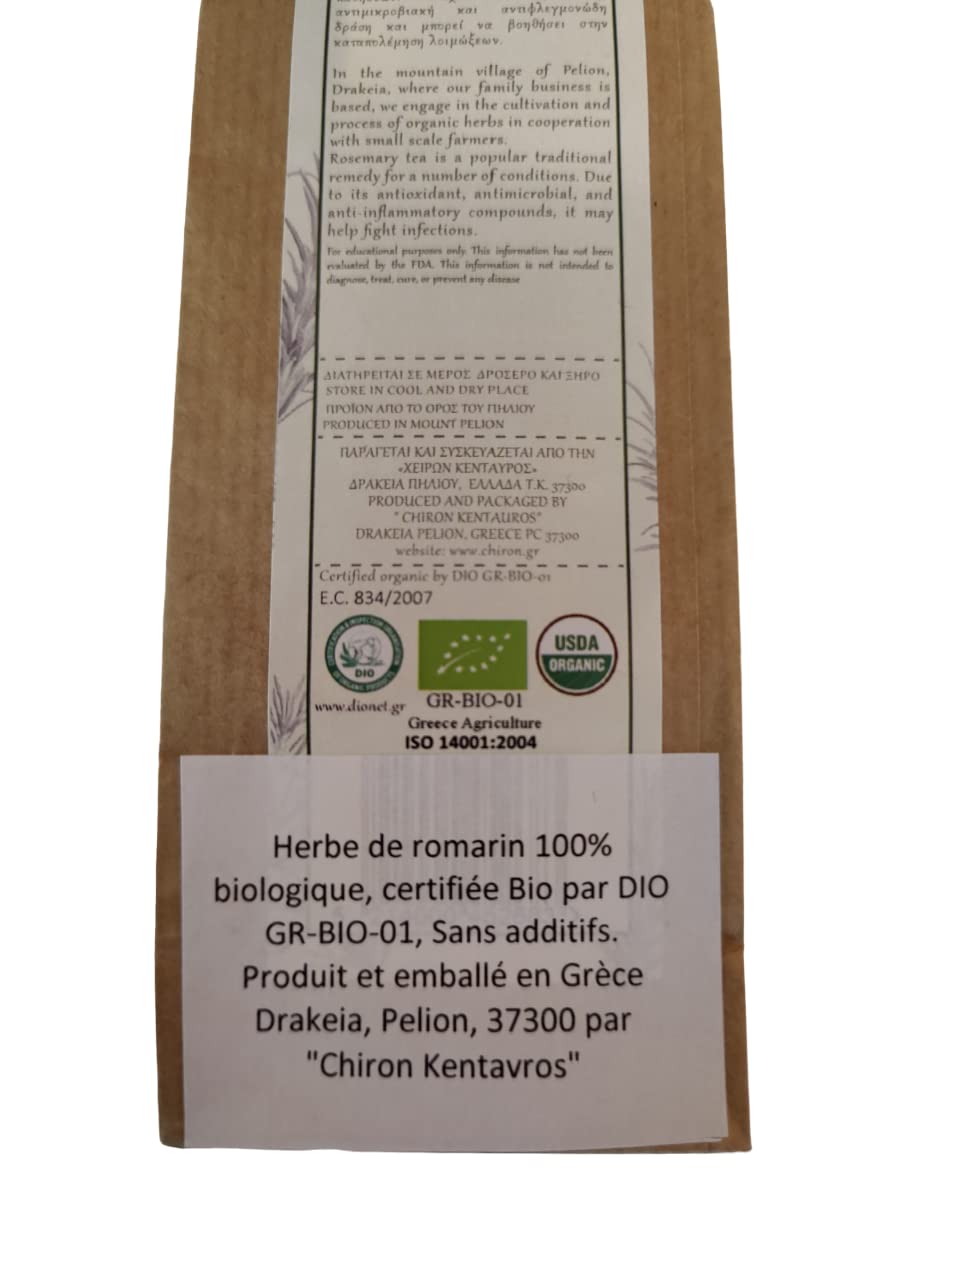 αντιμικροβιακή και αντιφλεγμονώδη
δράση και μπορεί να βοηθήσει στην
καταπολέμηση λοιμώξεων.
In the mountain village of Pelion,
Drakeia, where our family business is
based, we engage in the cultivation and
process of organic herbs in cooperation
with small scale farmers.
Rosemary tea is a popular traditional
remedy for a number of conditions. Due
to its antioxidant, antimicrobial, and
anti-inflammatory compounds, it may
help fight infections.
For educational purposes only. This information has not been
evaluated by the FDA. This information is not intended to
diagnose, treat, cure, or prevent any disease
ΔΙΑΤΗΡΕΙΤΑΙ ΣΕ ΜΕΡΟΣ ΔΡΟΣΕΡΟ ΚΑΙ ΞΗΡΟ
STORE IN COOL AND DRY PLACE
ΠΡΟΪΟΝ ΑΠΟ ΤΟ ΟΡΟΣ ΤΟΥ ΠΗΛΙΟΥ
PRODUCED IN MOUNT PELION
ΠΑΡΑΓΕΤΑΙ ΚΑΙ ΣΥΣΚΕΥΑΖΕΤΑΙ ΑΠΟ ΤΗΝ
«ΧΕΙΡΩΝ ΚΕΝΤΑΥΡΟΣ»
ΔΡΑΚΕΙΑ ΠΗΛΙΟΥ, ΕΛΛΑΔΑ Τ.Κ. 37300
PRODUCED AND PACKAGED BY
" CHIRON KENTAUROS"
DRAKEIA PELION, GREECE PC 37300
website: www.chiron.gr
Certified organic by DIO GR-BIO-01
E.C. 834/2007
CERTIFICATION & INSPECTION ORGANIZATION
DIO
OF ORGANIC PRODUCTS
USDA
ORGANIC
www.dionet.gr GR-BIO-01
Greece Agriculture
ISO 14001:2004
Herbe de romarin 100%
biologique, certifiée Bio par DIO
GR-BIO-01, Sans additifs.
Produit et emballé en Grèce
Drakeia, Pelion, 37300 par
"Chiron Kentavros"